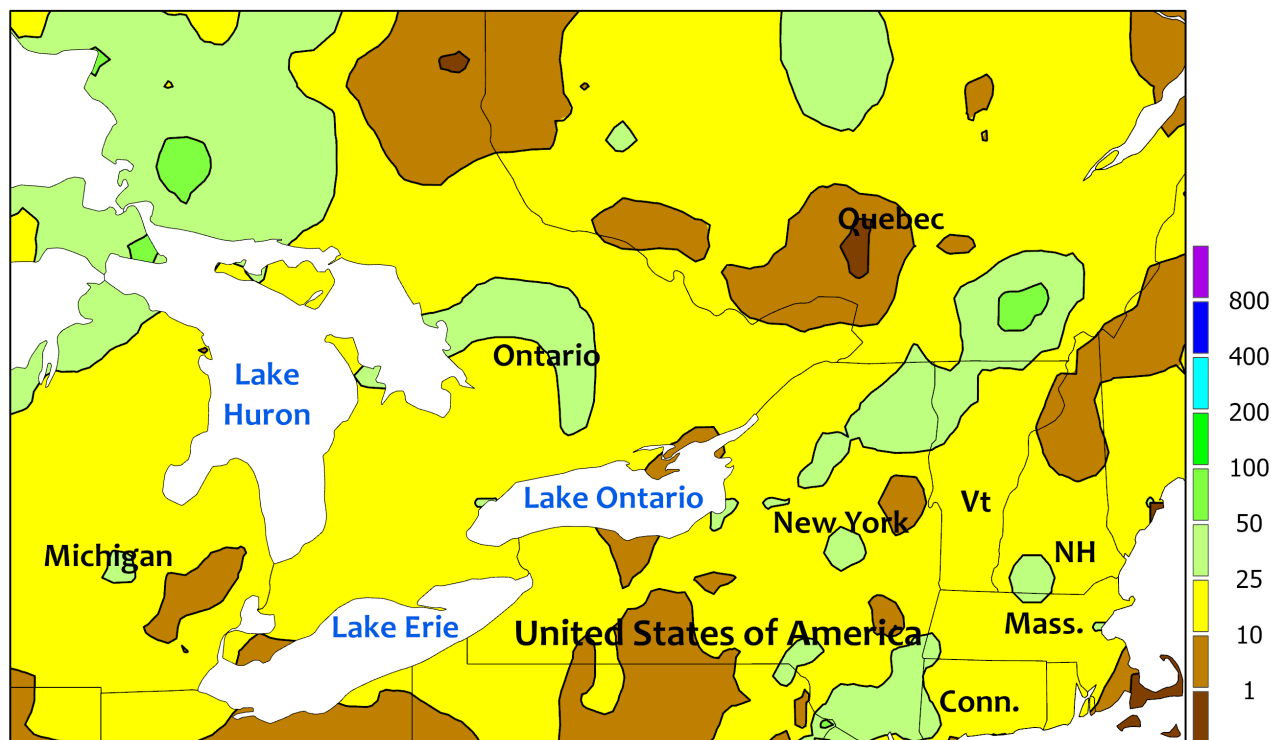 Quebec
Ontario
Lake
Huron
Lake Ontario
Michigan
New York
Vt
NH
Lake Erie
United States of America
Mass.
Conn.
800
400
200
100
50
25
10
1